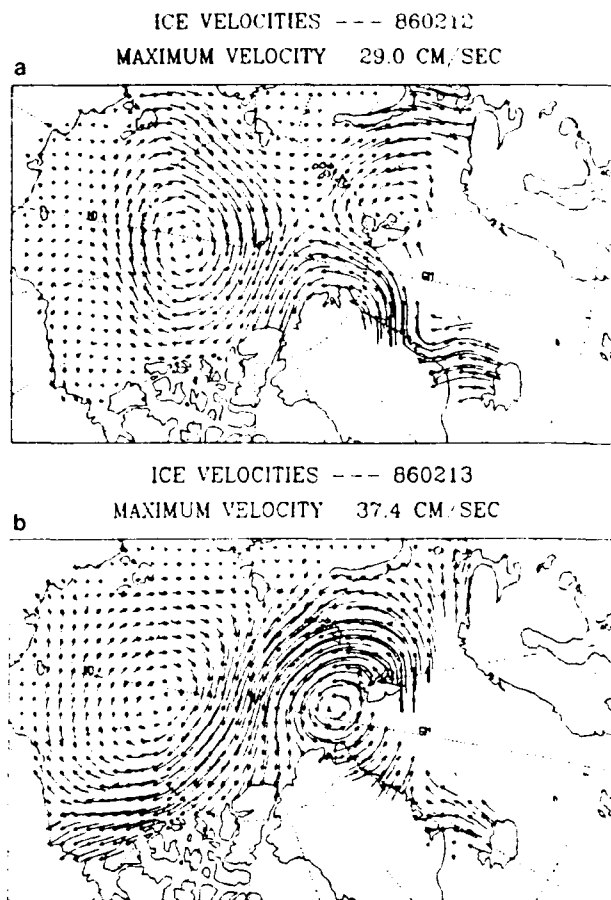 ICE VELOCITIES --- 860212
MAXIMUM VELOCITY 29.0 CM/SEC
a
ICE VELOCITIES --- 860213
MAXIMUM VELOCITY 37.4 CM/SEC
b